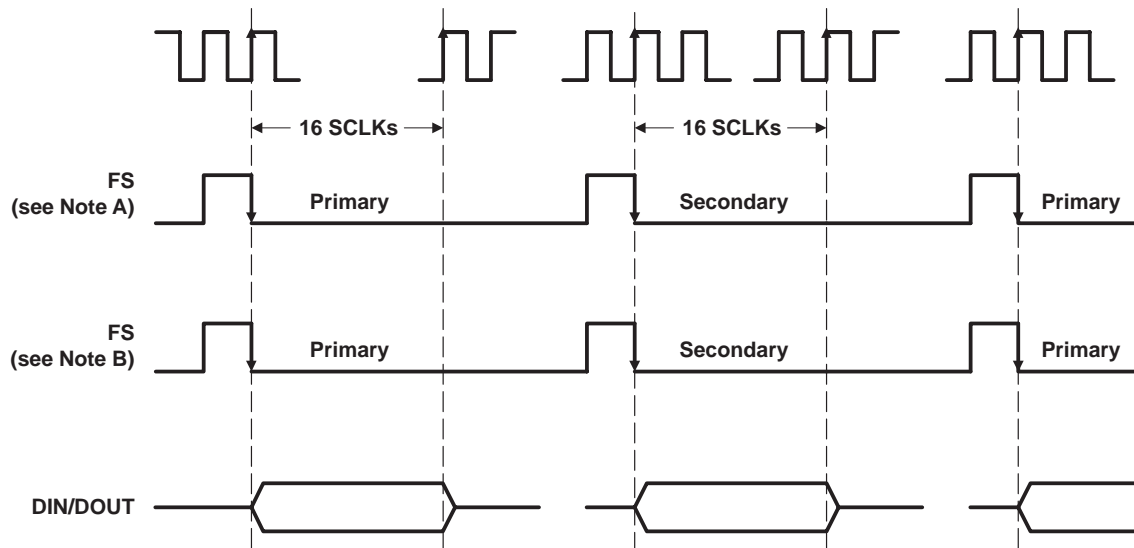 16 SCLKs
16 SCLKs
FS
(see Note A)
Primary
Secondary
Primary
FS
(see Note B)
Primary
Secondary
Primary
DIN/DOUT